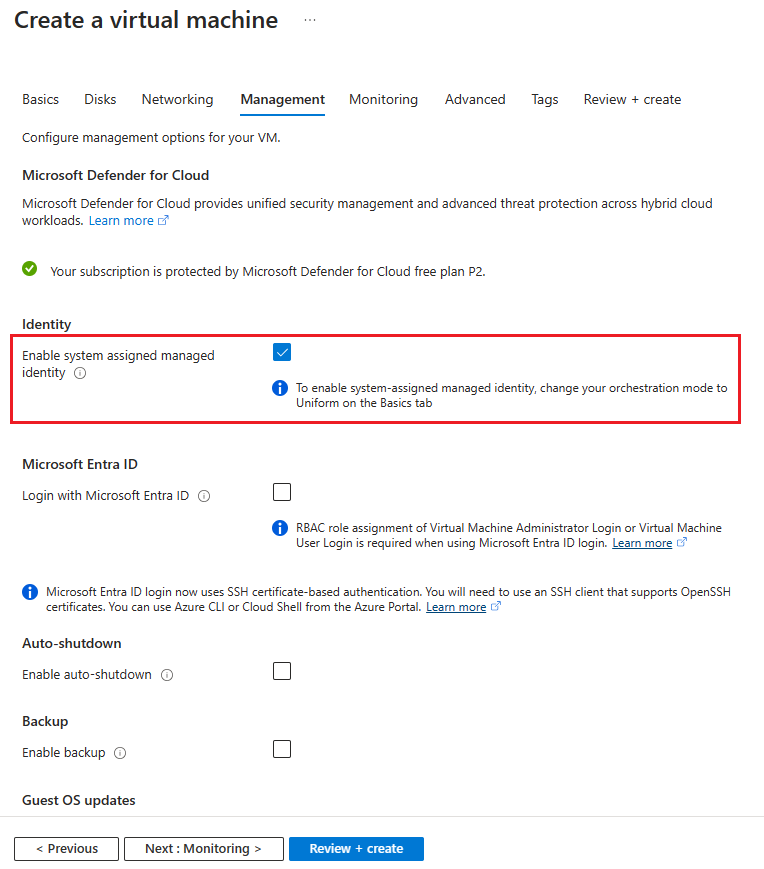 Create a virtual machine ...
Basics Disks Networking Management Monitoring Advanced Tags Review + create
Configure management options for your VM.
Microsoft Defender for Cloud
Microsoft Defender for Cloud provides unified security management and advanced threat protection across hybrid cloud
workloads. Learn more
Your subscription is protected by Microsoft Defender for Cloud free plan P2.
Identity
Enable system assigned managed
identity
To enable system-assigned managed identity, change your orchestration mode to
Uniform on the Basics tab
Microsoft Entra ID
Login with Microsoft Entra ID
RBAC role assignment of Virtual Machine Administrator Login or Virtual Machine
User Login is required when using Microsoft Entra ID login. Learn more
Microsoft Entra ID login now uses SSH certificate-based authentication. You will need to use an SSH client that supports OpenSSH
certificates. You can use Azure CLI or Cloud Shell from the Azure Portal. Learn more
Auto-shutdown
Enable auto-shutdown
Backup
Enable backup
Guest OS updates
< Previous Next : Monitoring > Review + create